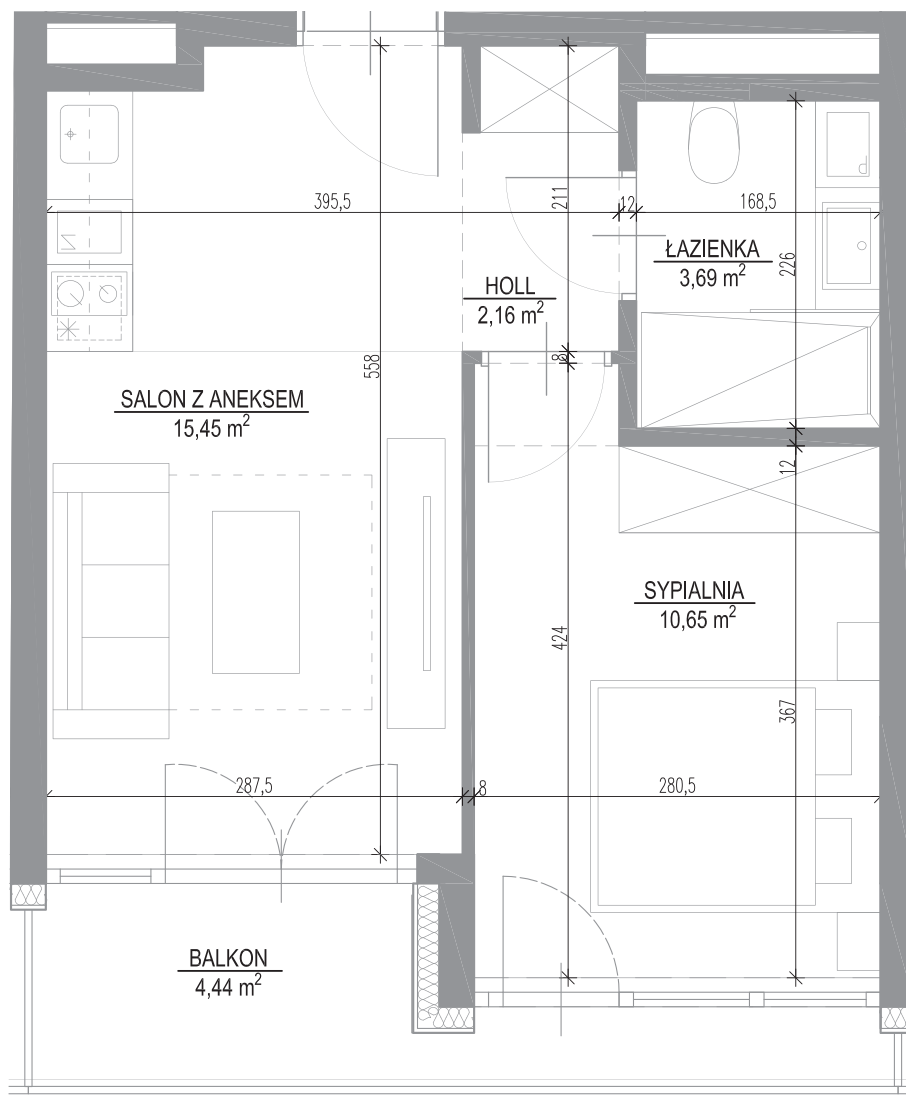 395,5
211
12
168,5
ŁAZIENKA
3,69 m²
226
HOLL
2,16 m²
8
558
SALON Z ANEKSEM
15,45 m²
12
SYPIALNIA
10,65 m²
424
367
287,5
8
280,5
BALKON
4,44 m²